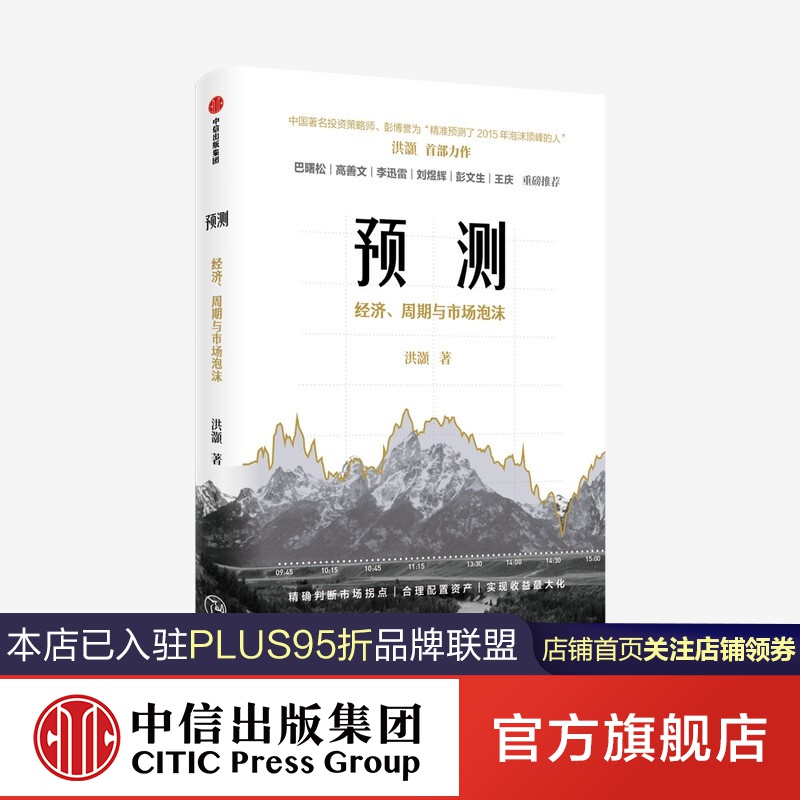 中信出版集团
预测
经济、周期与市场泡沫
洪灏 著
中国著名投资策略师、彭博誉为“精准预测了2015年泡沫顶峰的人”
洪灏 首部力作
巴曙松|高善文|李迅雷|刘煜辉|彭文生|王庆 重磅推荐
预 测
经济、周期与市场泡沫
洪灏 著
09:45 10:15 10:45 11:15 13:30 14:00 14:30 14:30 15:00
精确判断市场拐点|合理配置资产|实现收益最大化
本店已入驻PLUS95折品牌联盟
店铺首页关注店铺领券
中信出版集团
CITIC Press Group
官方旗舰店